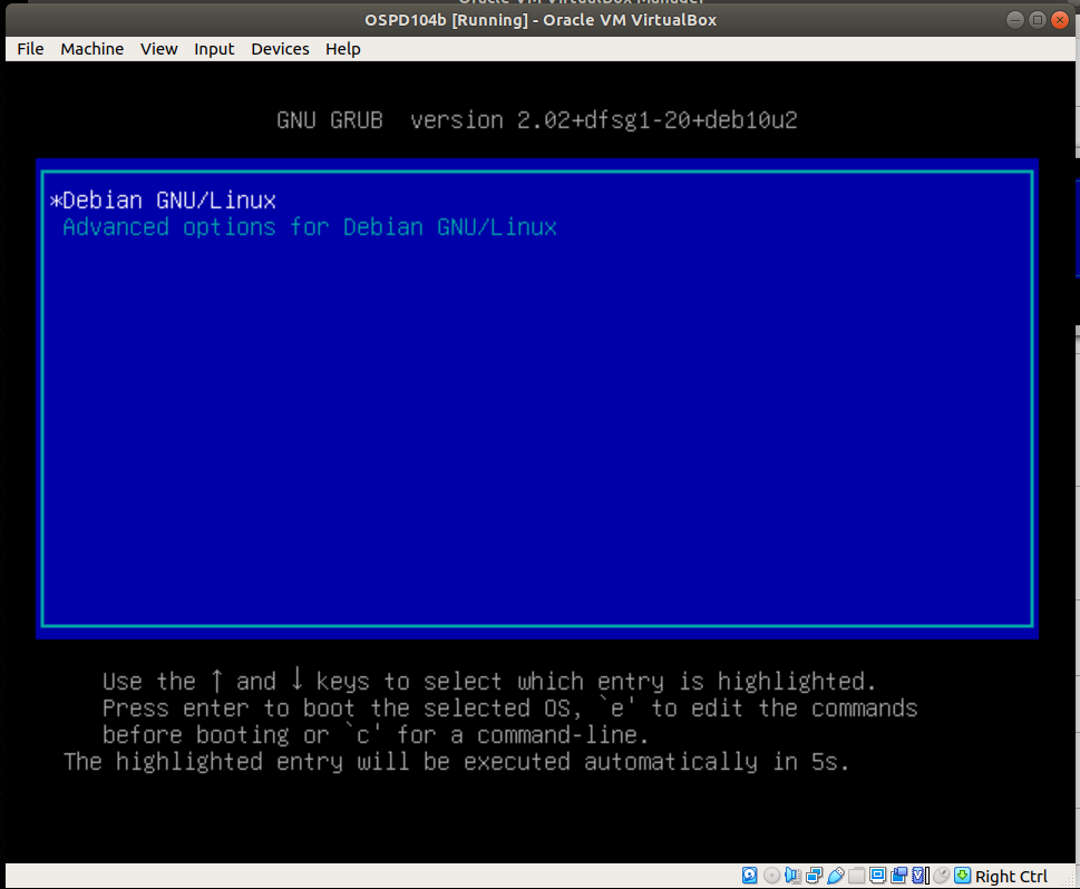 Oracle VM VirtualBox Manager
OSPD104b [Running] - Oracle VM VirtualBox
File Machine View Input Devices Help
GNU GRUB version 2.02+dfsg1-20+deb10u2
*Debian GNU/Linux
Advanced options for Debian GNU/Linux
Use the ↑ and ↓ keys to select which entry is highlighted.
Press enter to boot the selected OS, `e' to edit the commands
before booting or `c' for a command-line.
The highlighted entry will be executed automatically in 5s.
Right Ctrl